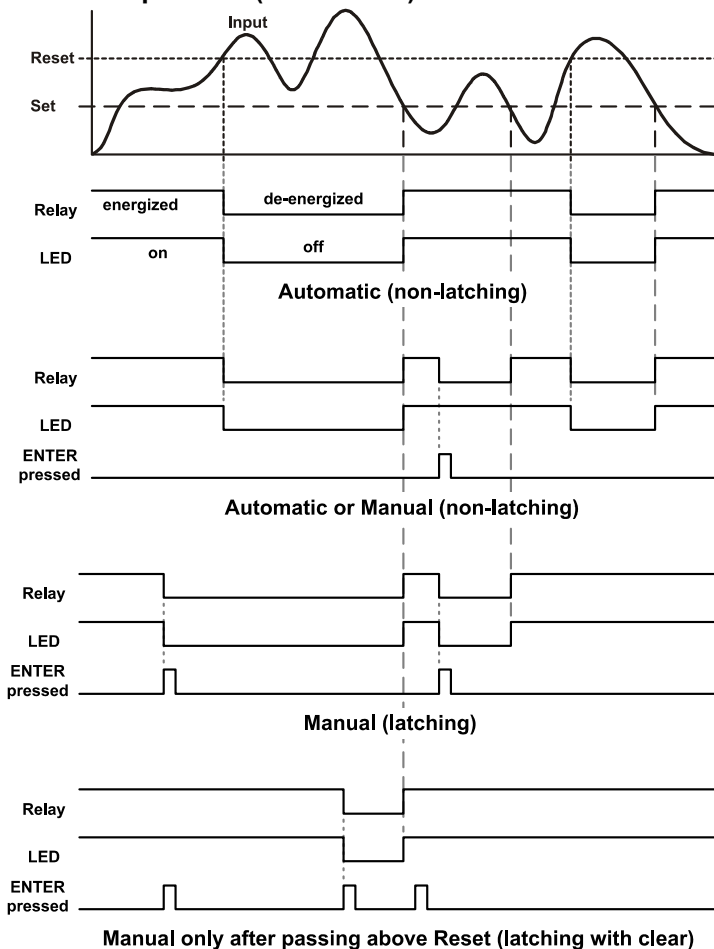 Input
Reset
Set
Relay energized de-energized
LED on off
Automatic (non-latching)
Relay
LED
ENTER
pressed
Automatic or Manual (non-latching)
Relay
LED
ENTER
pressed
Manual (latching)
Relay
LED
ENTER
pressed
Manual only after passing above Reset (latching with clear)